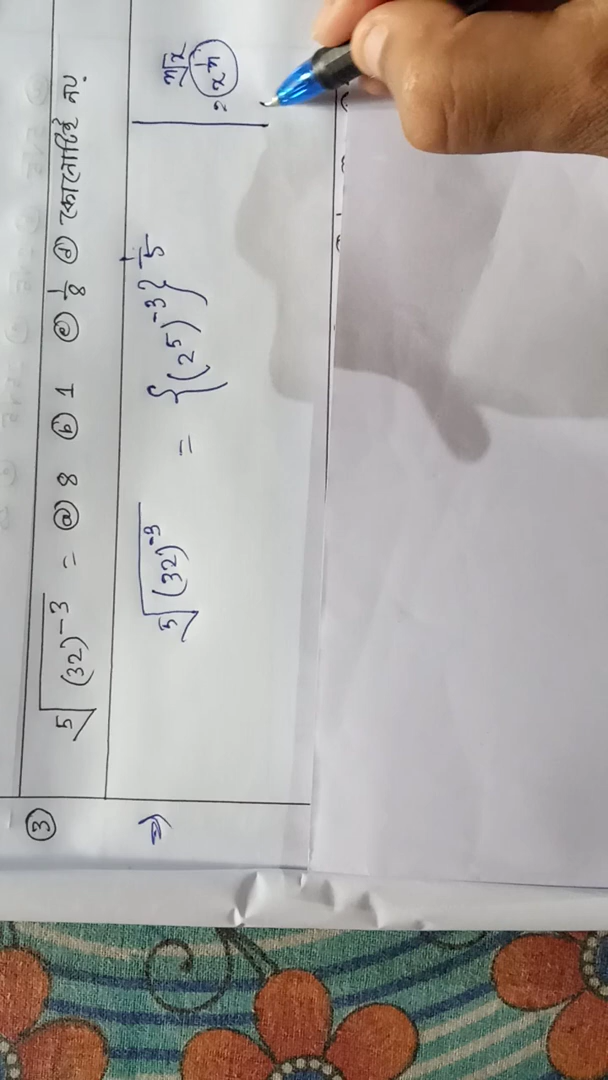 ③ ⁵√(32)⁻³ = ⓐ 8 ⓑ 1 ⓒ 1/8 ⓓ কোনোটিই নয়
⇒) ⁵√(32)⁻³ = {(2⁵)⁻³}^(1/5)
ⁿ√x
= x^(1/n)